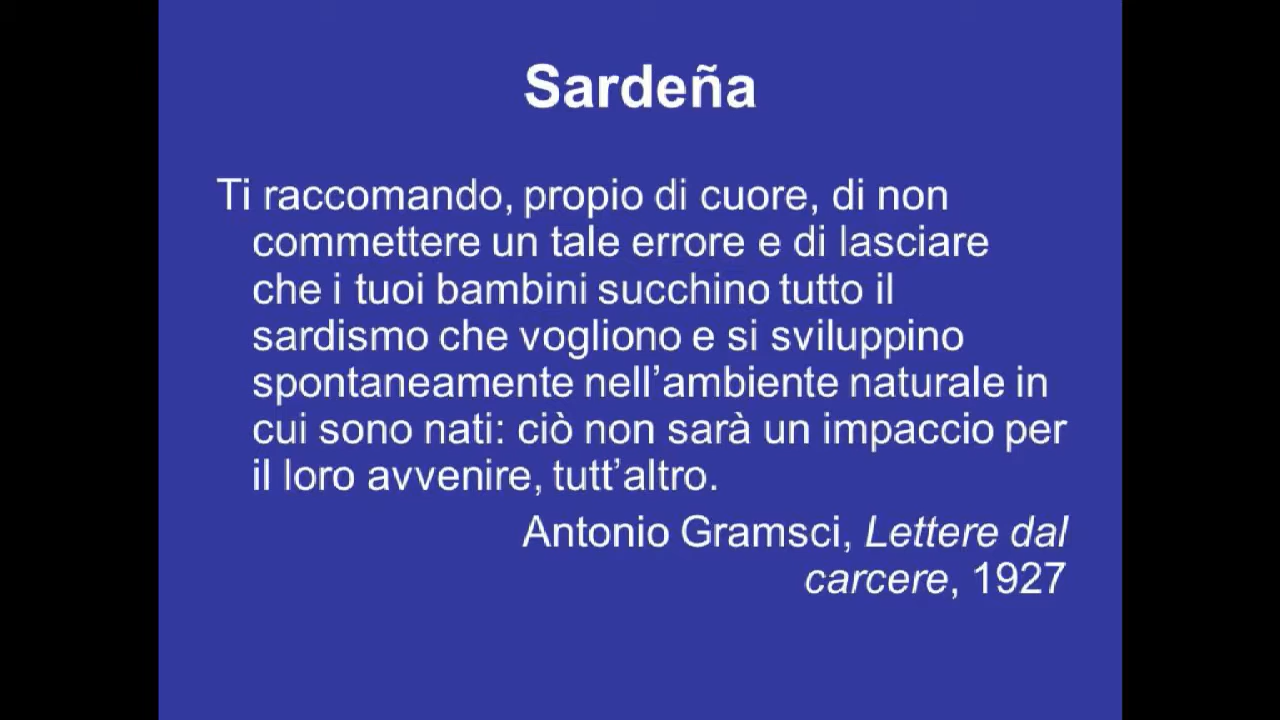 Sardeña
Ti raccomando, propio di cuore, di non
commettere un tale errore e di lasciare
che i tuoi bambini succhino tutto il
sardismo che vogliono e si sviluppino
spontaneamente nell’ambiente naturale in
cui sono nati: ciò non sarà un impaccio per
il loro avvenire, tutt’altro.
Antonio Gramsci, Lettere dal
carcere, 1927